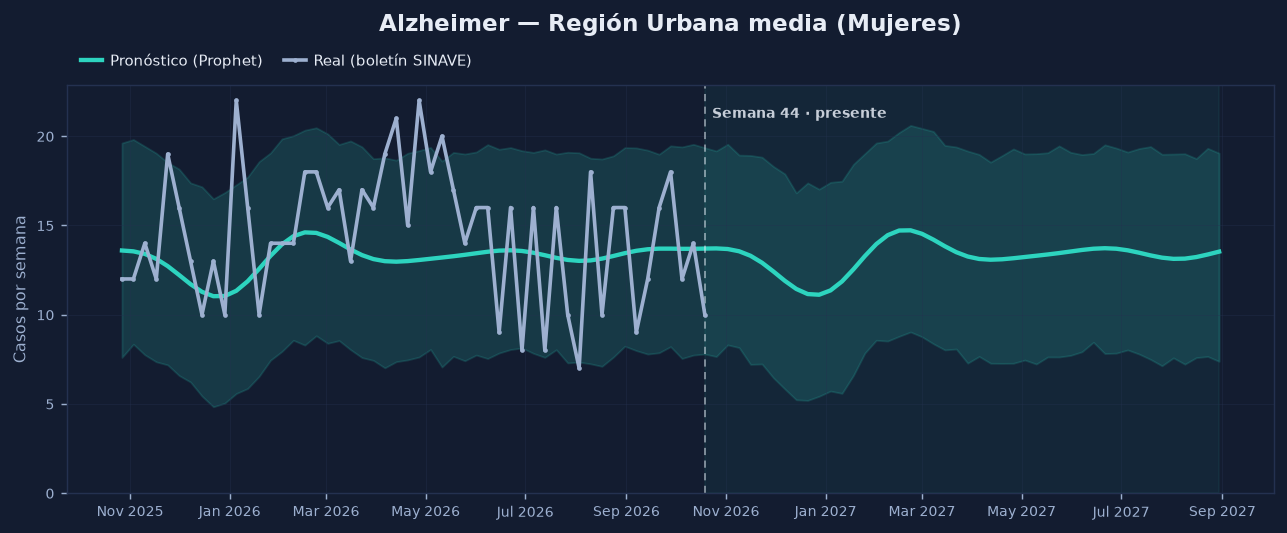 Alzheimer — Región Urbana media (Mujeres)
Pronóstico (Prophet)
Real (boletín SINAVE)
Semana 44 · presente
Casos por semana
20
15
10
5
0
Nov 2025
Jan 2026
Mar 2026
May 2026
Jul 2026
Sep 2026
Nov 2026
Jan 2027
Mar 2027
May 2027
Jul 2027
Sep 2027